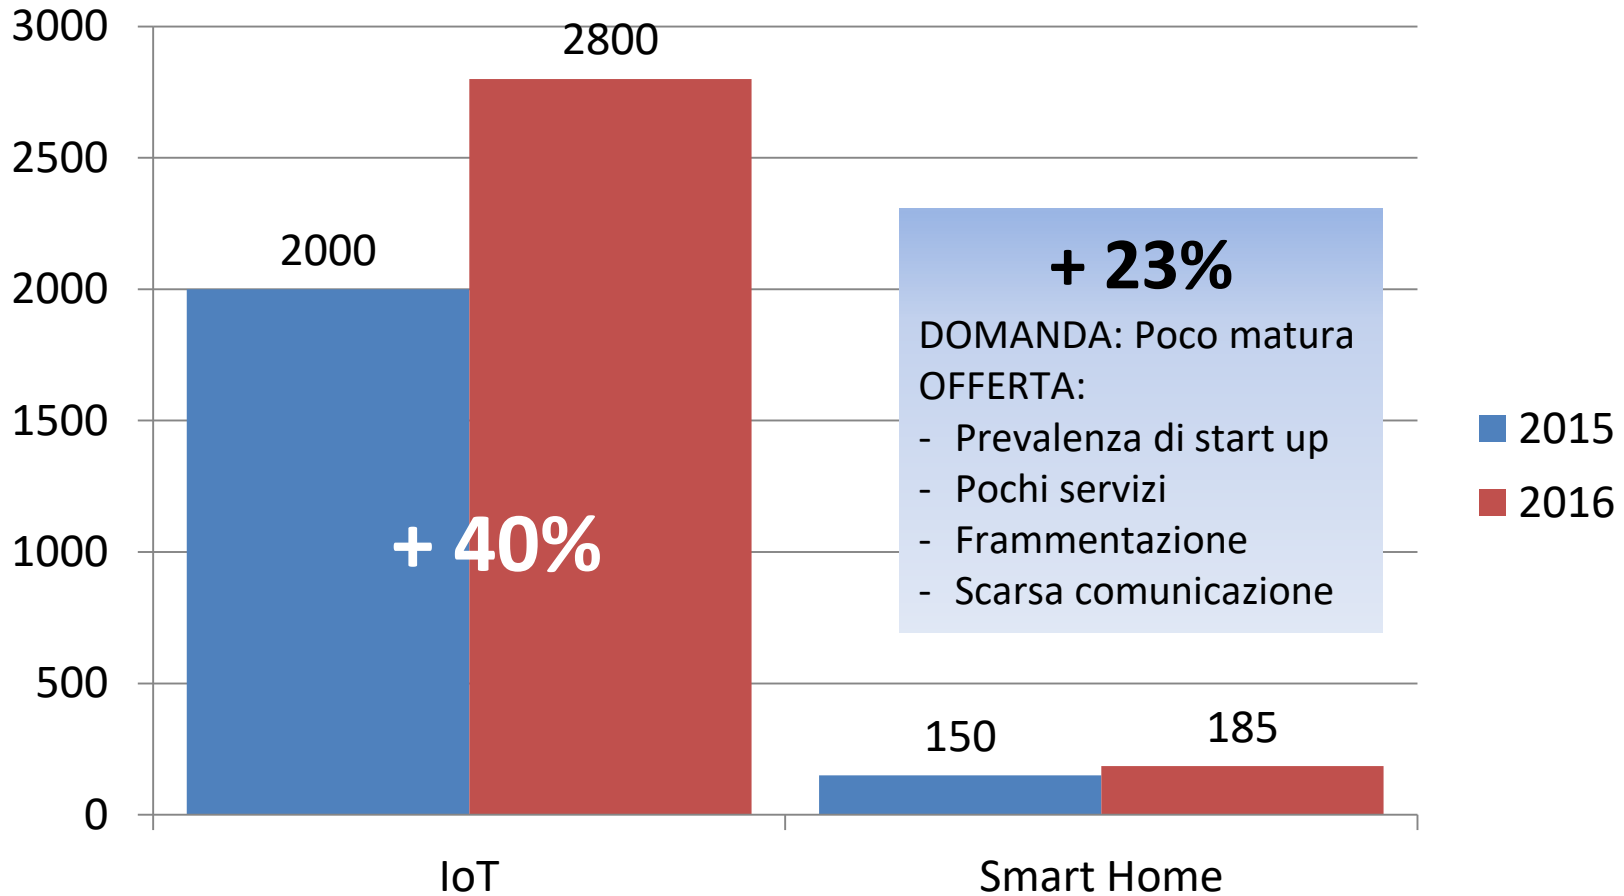 3000
2500
2000
1500
1000
500
0
2000
2800
+ 40%
150
185
IoT
Smart Home
+ 23%
DOMANDA: Poco matura
OFFERTA:
- Prevalenza di start up
- Pochi servizi
- Frammentazione
- Scarsa comunicazione
2015
2016